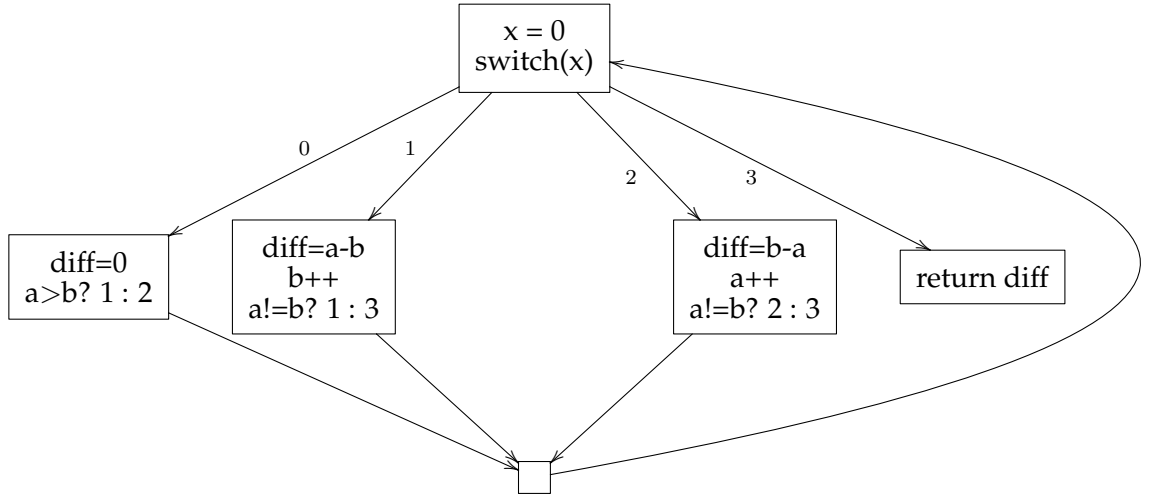 x = 0
switch(x)
0
1
2
3
diff=0
a>b? 1 : 2
diff=a-b
b++
a!=b? 1 : 3
diff=b-a
a++
a!=b? 2 : 3
return diff